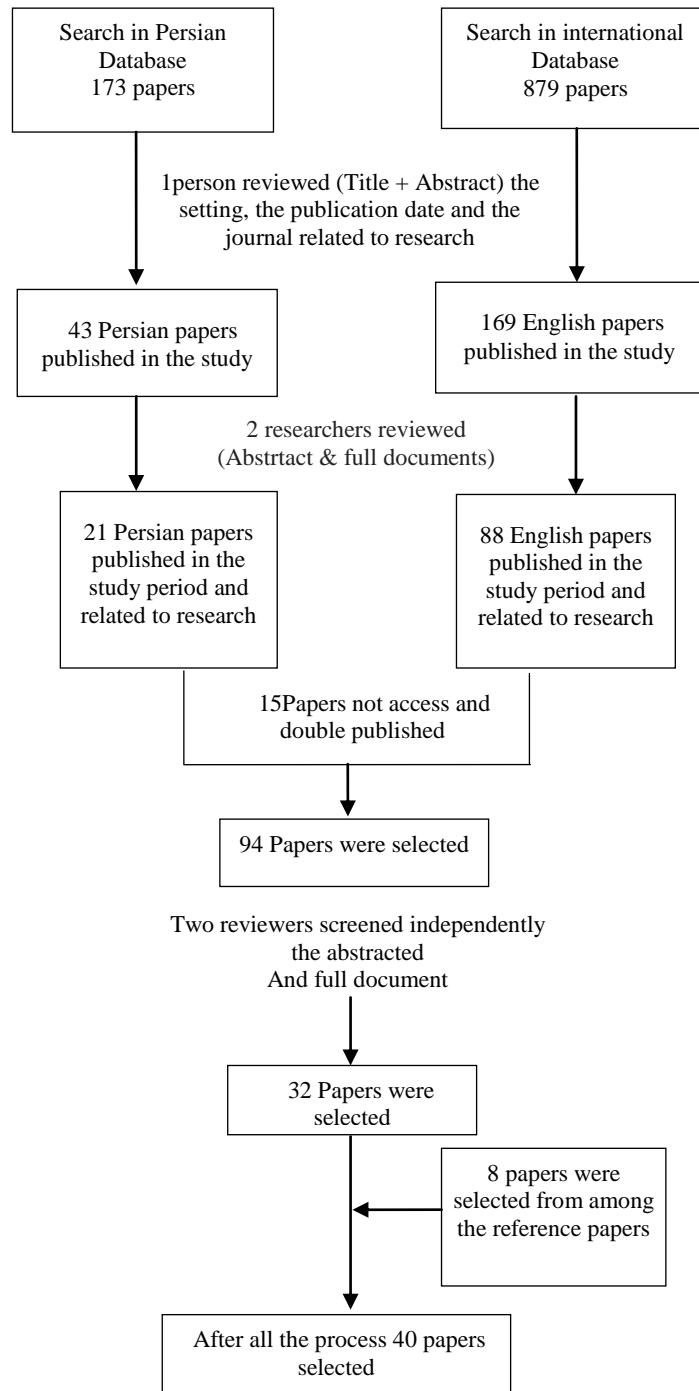 Search in Persian
Database
173 papers
Search in international
Database
879 papers
1person reviewed (Title + Abstract) the
setting, the publication date and the
journal related to research
43 Persian papers
published in the study
169 English papers
published in the study
2 researchers reviewed
(Abstrtact & full documents)
21 Persian papers
published in the
study period and
related to research
88 English papers
published in the
study period and
related to research
15Papers not access and
double published
94 Papers were selected
Two reviewers screened independently
the abstracted
And full document
32 Papers were
selected
8 papers were
selected from among
the reference papers
After all the process 40 papers
selected